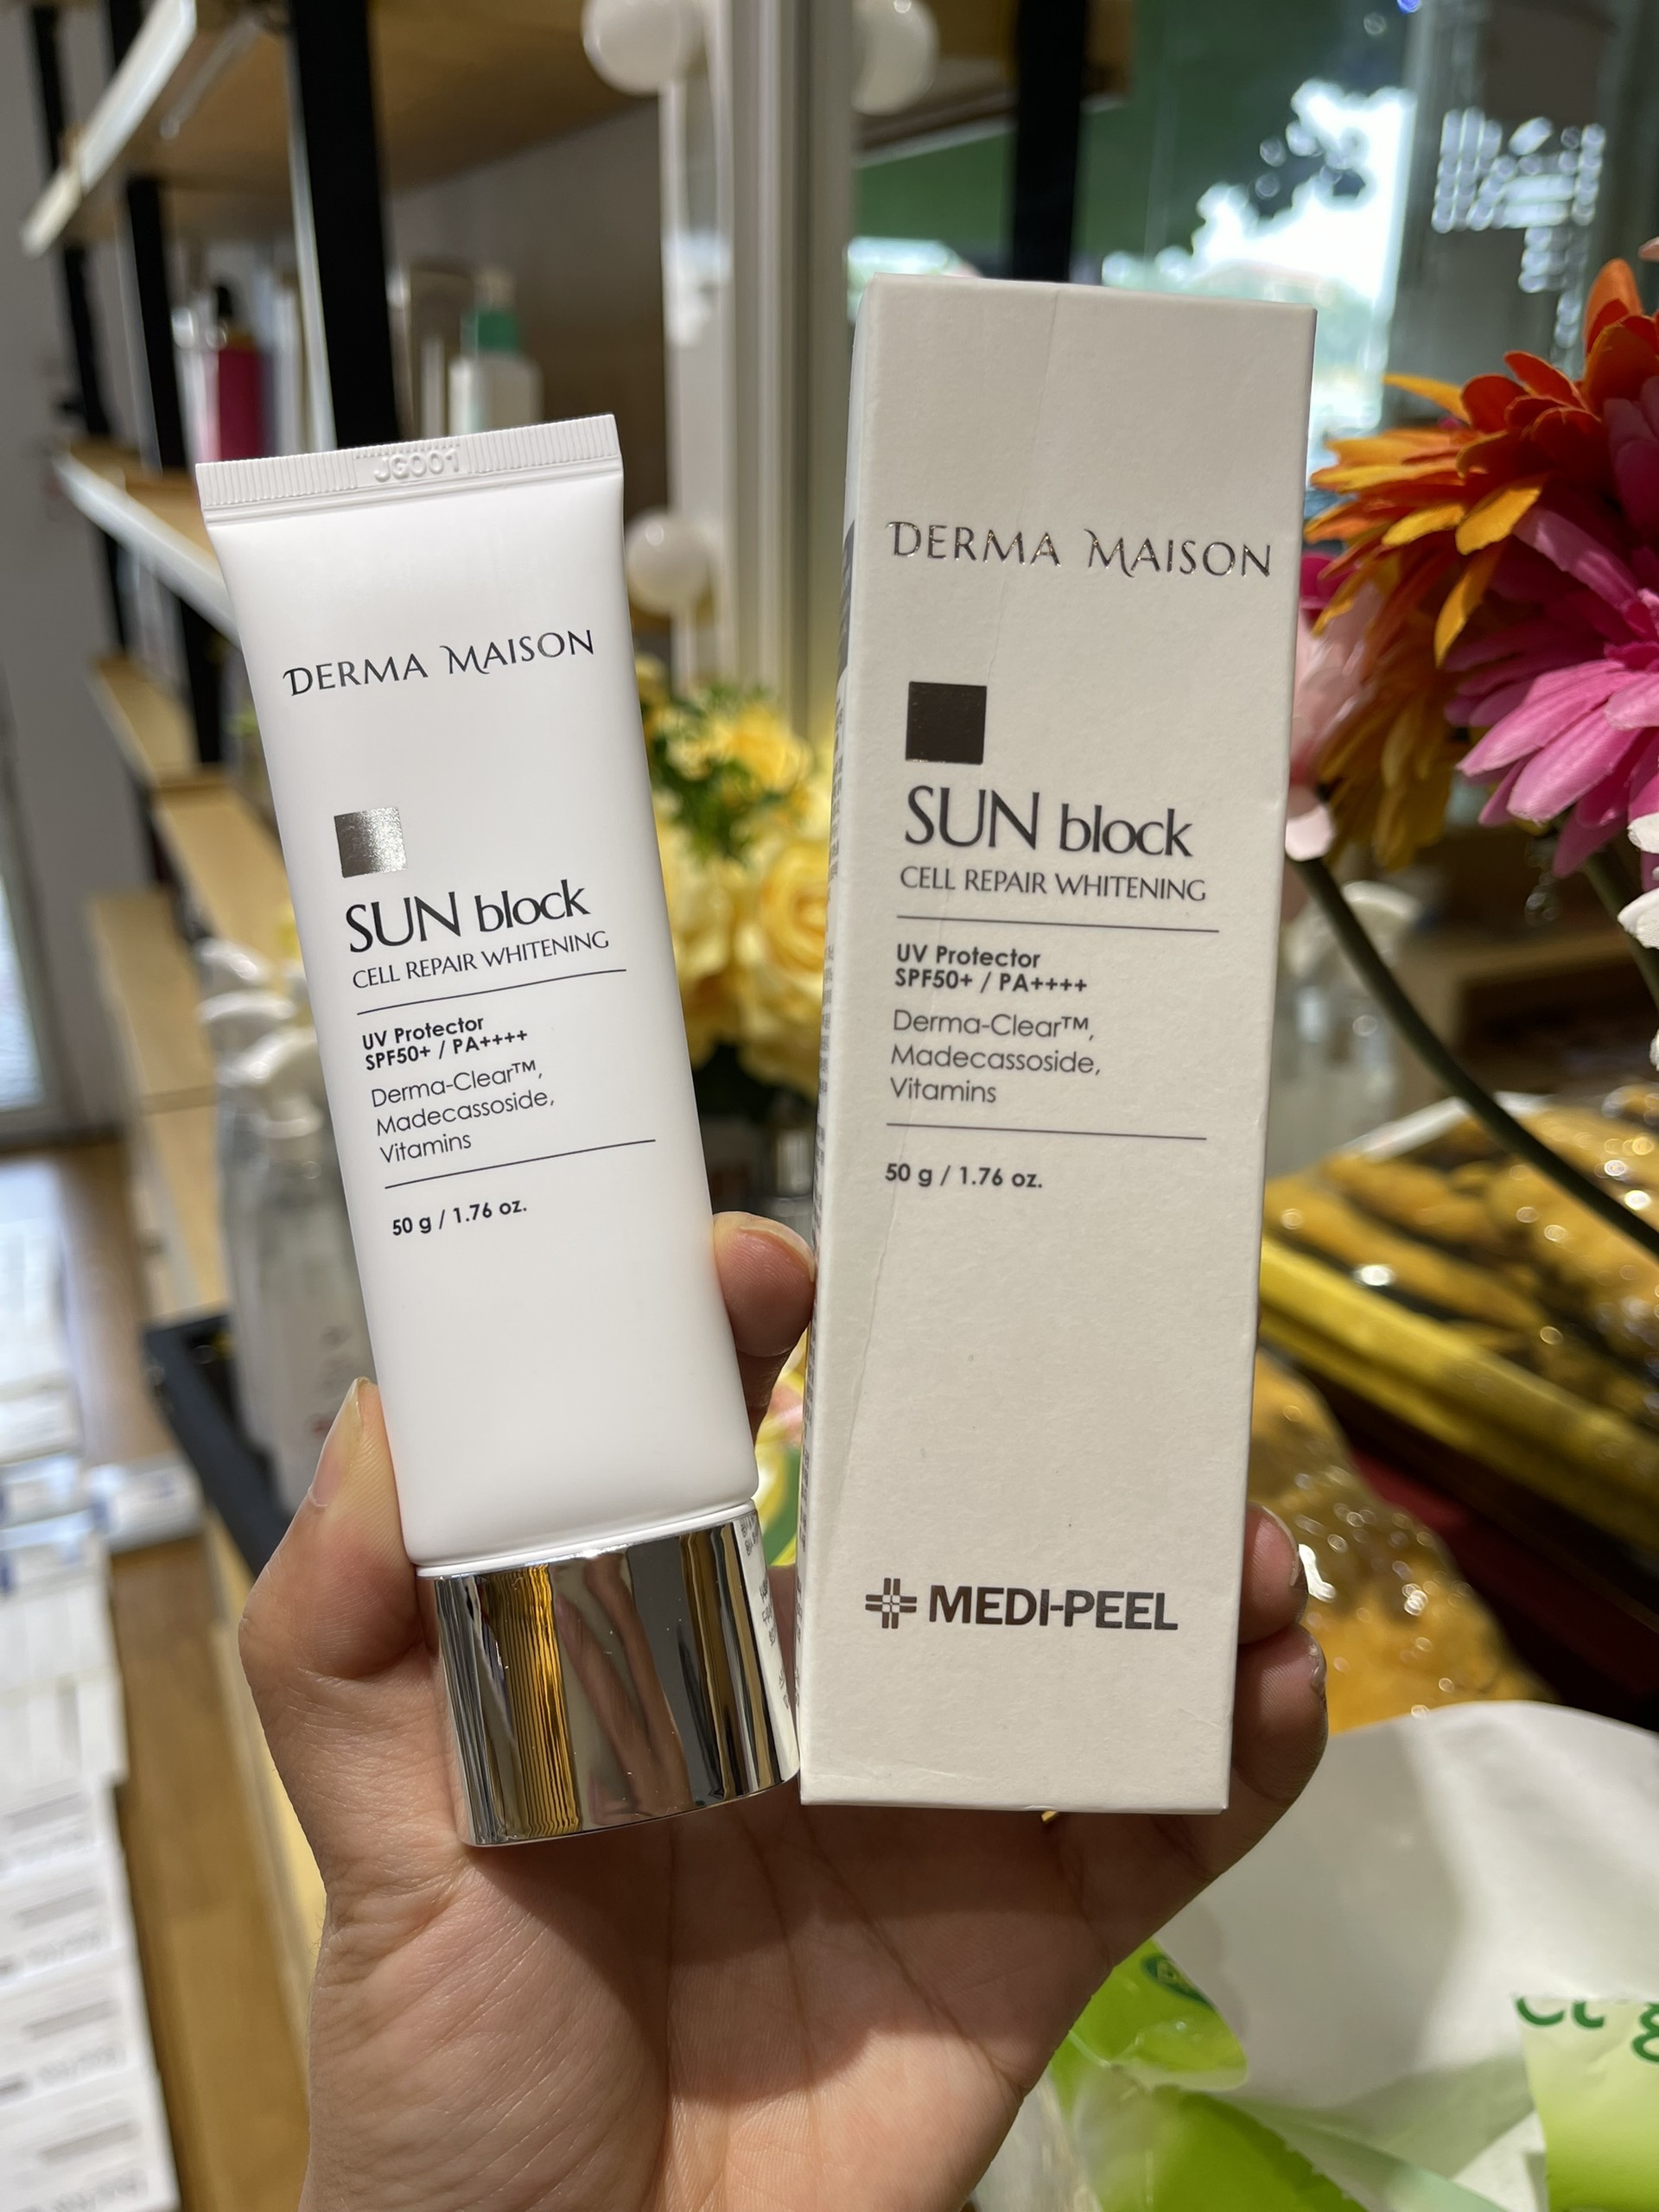 JG001
DERMA MAISON
SUN block
CELL REPAIR WHITENING
UV Protector
SPF50+ / PA++++
Derma-Clear™,
Madecassoside,
Vitamins
50 g / 1.76 oz.
DERMA MAISON
SUN block
CELL REPAIR WHITENING
UV Protector
SPF50+ / PA++++
Derma-Clear™,
Madecassoside,
Vitamins
50 g / 1.76 oz.
MEDI-PEEL